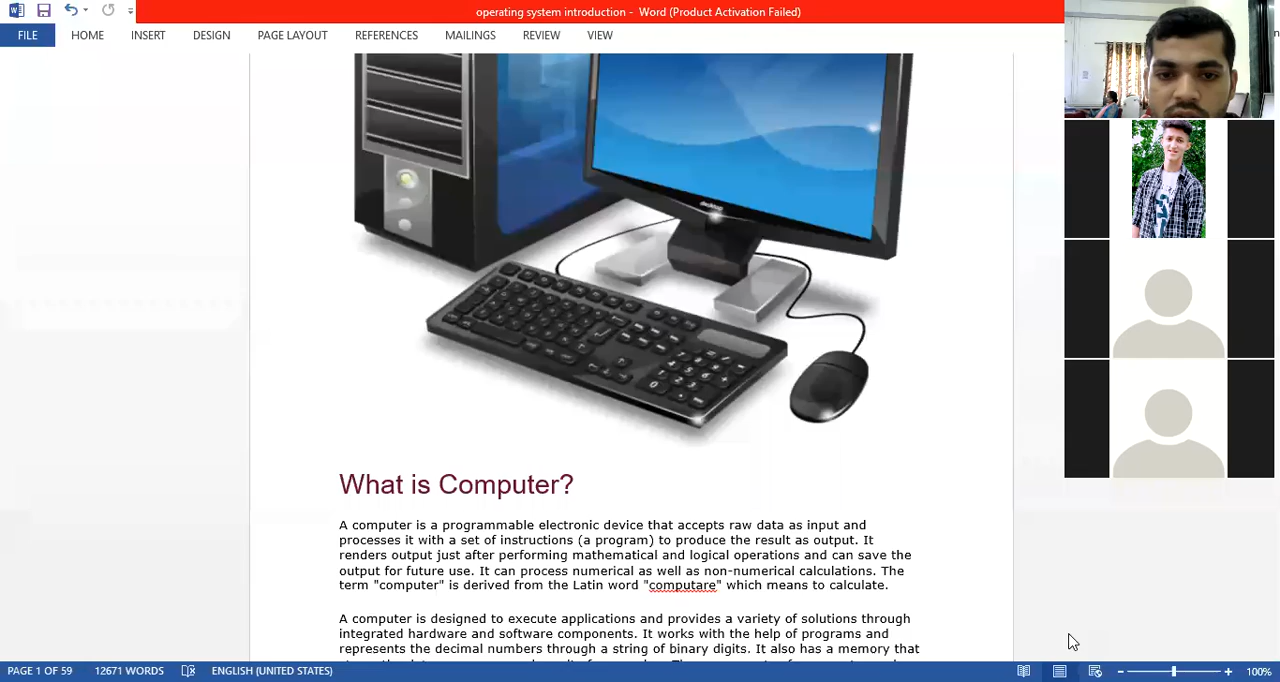 operating system introduction - Word (Product Activation Failed)
FILE HOME INSERT DESIGN PAGE LAYOUT REFERENCES MAILINGS REVIEW VIEW
desktop
What is Computer?
A computer is a programmable electronic device that accepts raw data as input and
processes it with a set of instructions (a program) to produce the result as output. It
renders output just after performing mathematical and logical operations and can save the
output for future use. It can process numerical as well as non-numerical calculations. The
term "computer" is derived from the Latin word "computare" which means to calculate.
A computer is designed to execute applications and provides a variety of solutions through
integrated hardware and software components. It works with the help of programs and
represents the decimal numbers through a string of binary digits. It also has a memory that
PAGE 1 OF 59 12671 WORDS ENGLISH (UNITED STATES) 100%